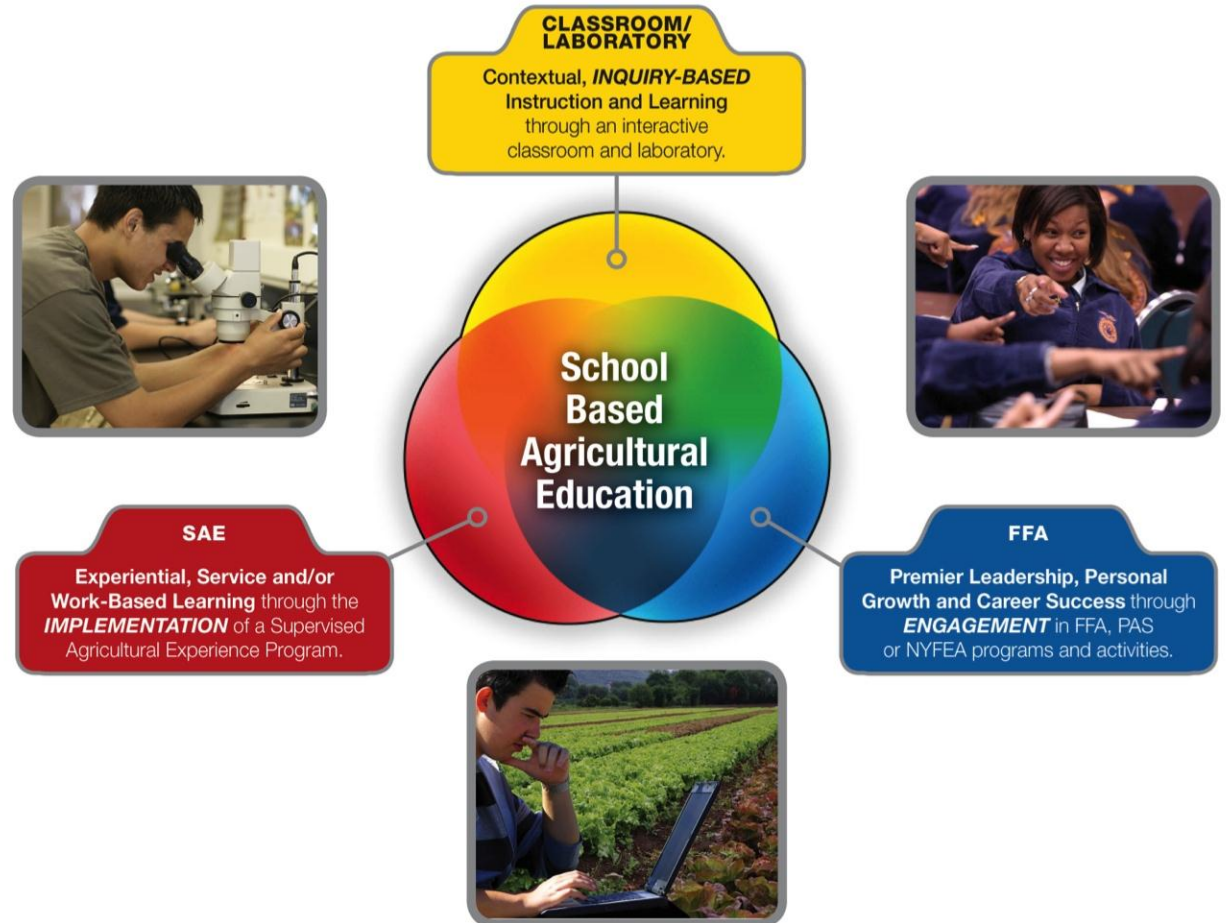 CLASSROOM/
LABORATORY
Contextual, INQUIRY-BASED
Instruction and Learning
through an interactive
classroom and laboratory.
School
Based
Agricultural
Education
SAE
Experiential, Service and/or
Work-Based Learning through the
IMPLEMENTATION of a Supervised
Agricultural Experience Program.
FFA
Premier Leadership, Personal
Growth and Career Success through
ENGAGEMENT in FFA, PAS
or NYFEA programs and activities.